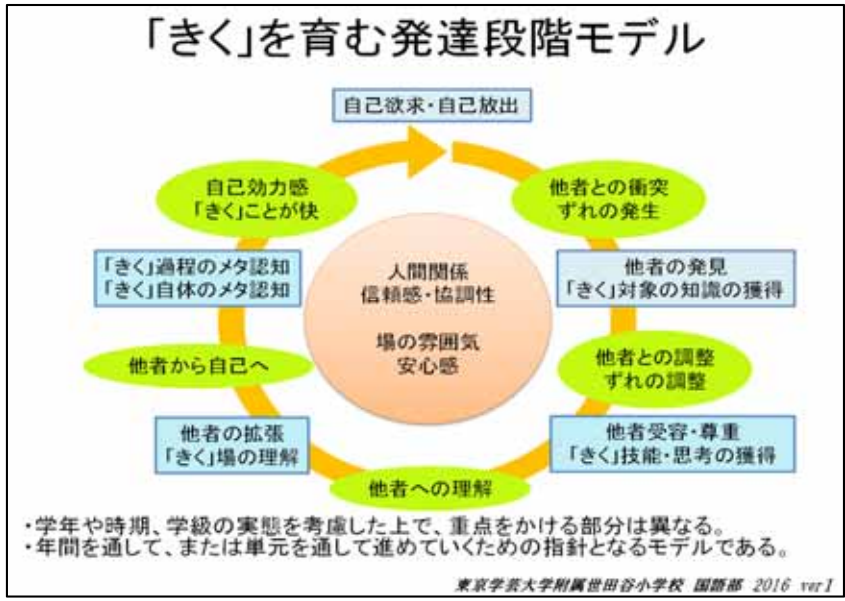 「きく」を育む発達段階モデル
自己欲求・自己放出
他者との衝突
ずれの発生
他者の発見
「きく」対象の知識の獲得
他者との調整
ずれの調整
他者受容・尊重
「きく」技能・思考の獲得
他者への理解
他者の拡張
「きく」場の理解
他者から自己へ
「きく」過程のメタ認知
「きく」自体のメタ認知
自己効力感
「きく」ことが快
人間関係
信頼感・協調性
場の雰囲気
安心感
・学年や時期、学級の実態を考慮した上で、重点をかける部分は異なる。
・年間を通して、または単元を通して進めていくための指針となるモデルである。
東京学芸大学附属世田谷小学校 国語部 2016 ver1